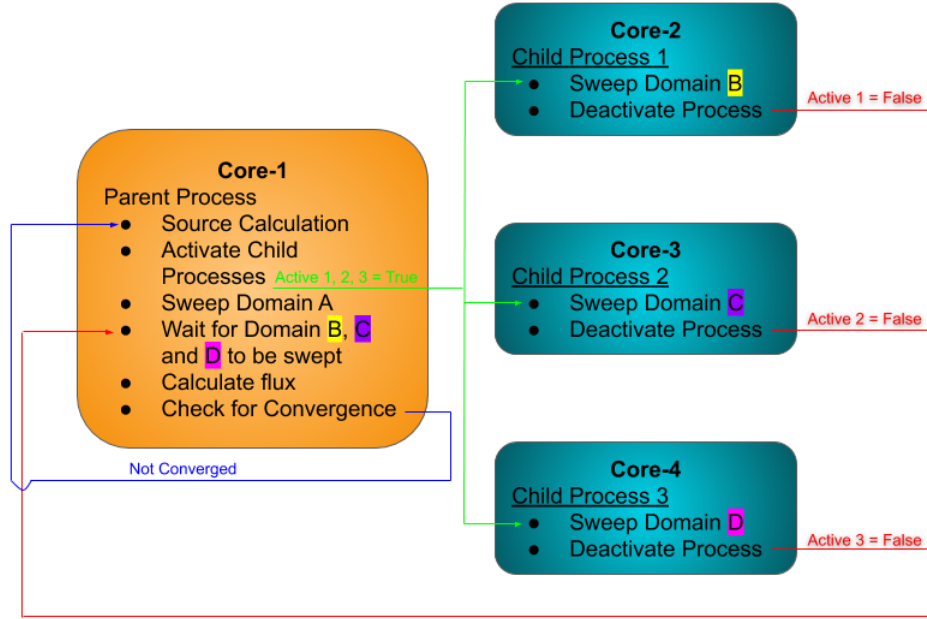 Core-1
Parent Process
● Source Calculation
● Activate Child
Processes
Active 1, 2, 3 = True
● Sweep Domain A
● Wait for Domain B, C
and D to be swept
● Calculate flux
● Check for Convergence
Not Converged
Core-2
Child Process 1
● Sweep Domain B
● Deactivate Process
Active 1 = False
Core-3
Child Process 2
● Sweep Domain C
● Deactivate Process
Active 2 = False
Core-4
Child Process 3
● Sweep Domain D
● Deactivate Process
Active 3 = False